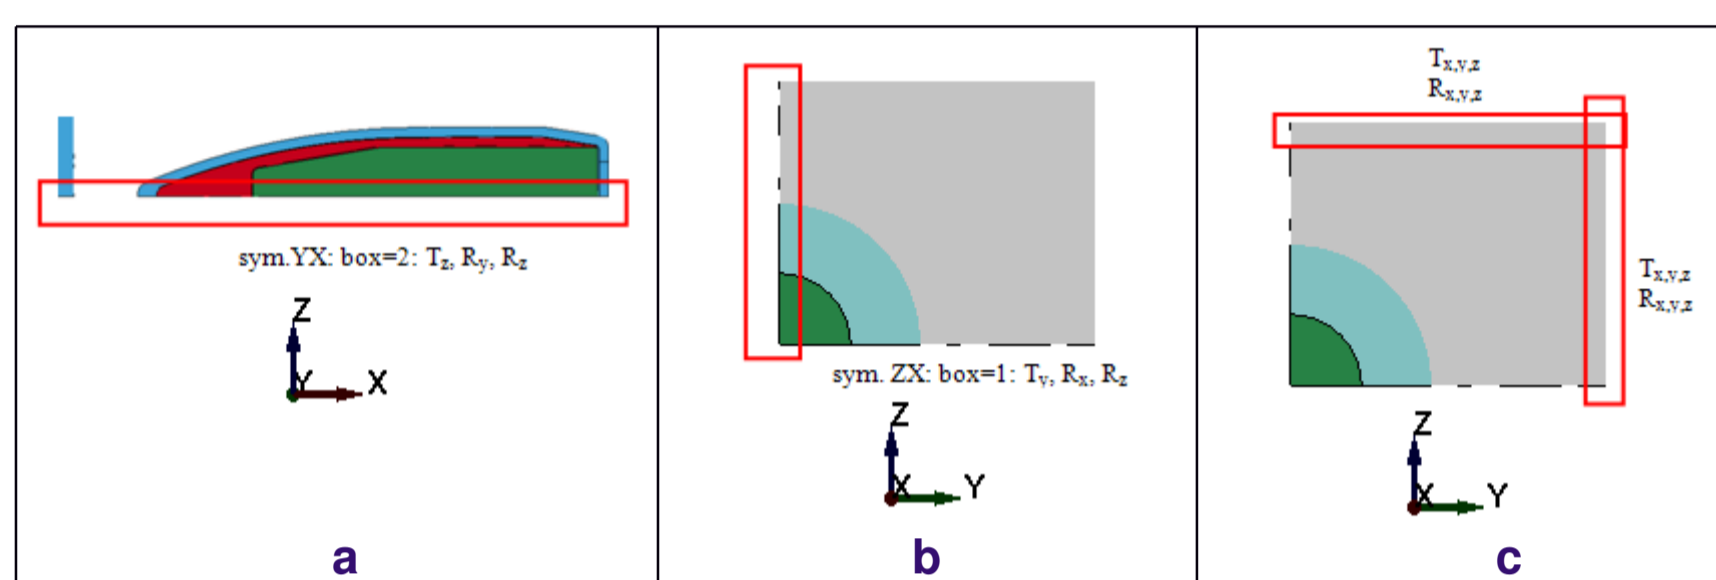 sym.YX: box=2: Tz, Ry, Rz
Z
Y
X
a
sym. ZX: box=1: Ty, Rx, Rz
Z
X
Y
b
Tx,y,z
Rx,y,z
Tx,y,z
Rx,y,z
Z
X
Y
c